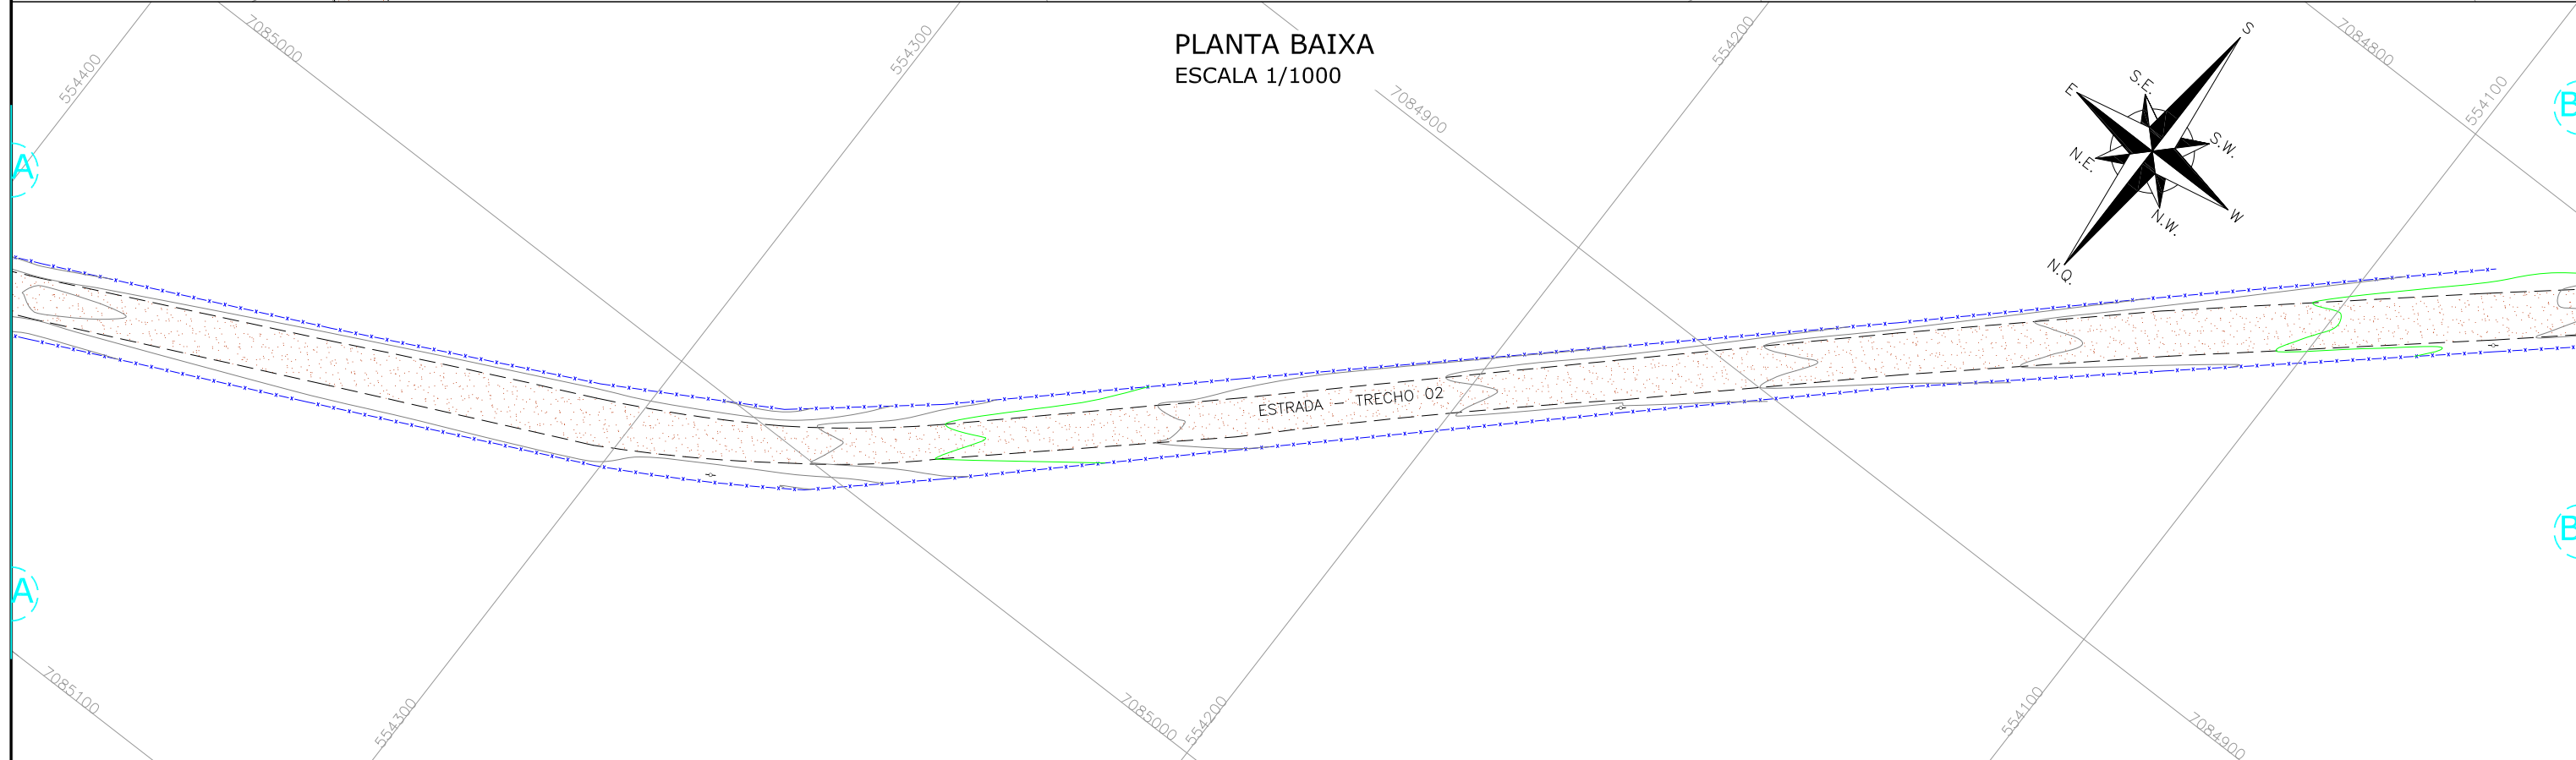 PLANTA BAIXA
ESCALA 1/1000
554400
7085000
554300
7084900
554200
7084800
554100
S
S.E.
E
S.W.
N.E.
W
N.W.
N.Q.
A
B
ESTRADA - TRECHO 02
A
B
7085100
554300
7085000
554200
554100
7084900